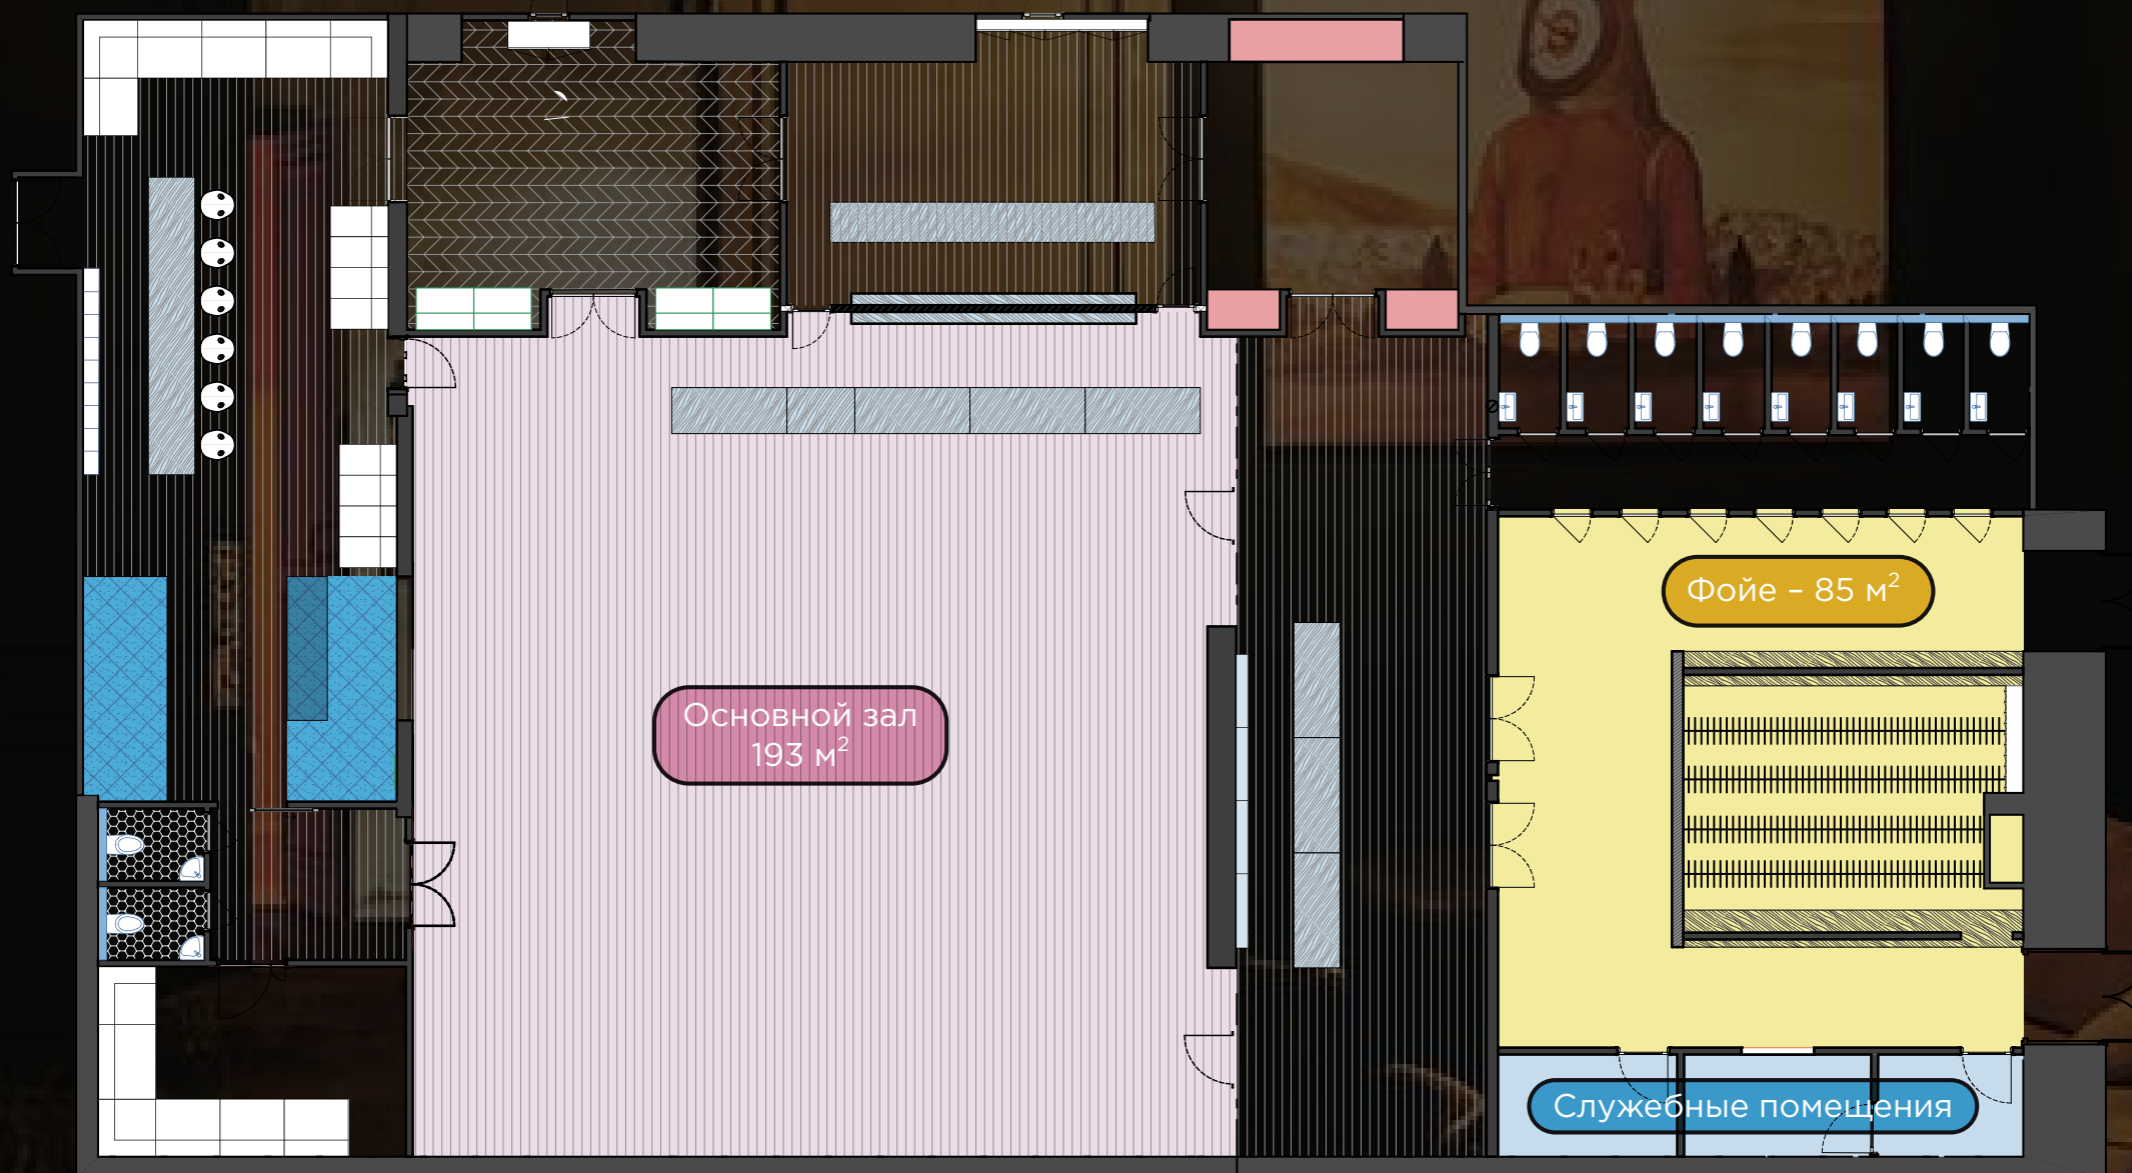 Фойе – 85 м²
Основной зал
193 м²
Служебные помещения